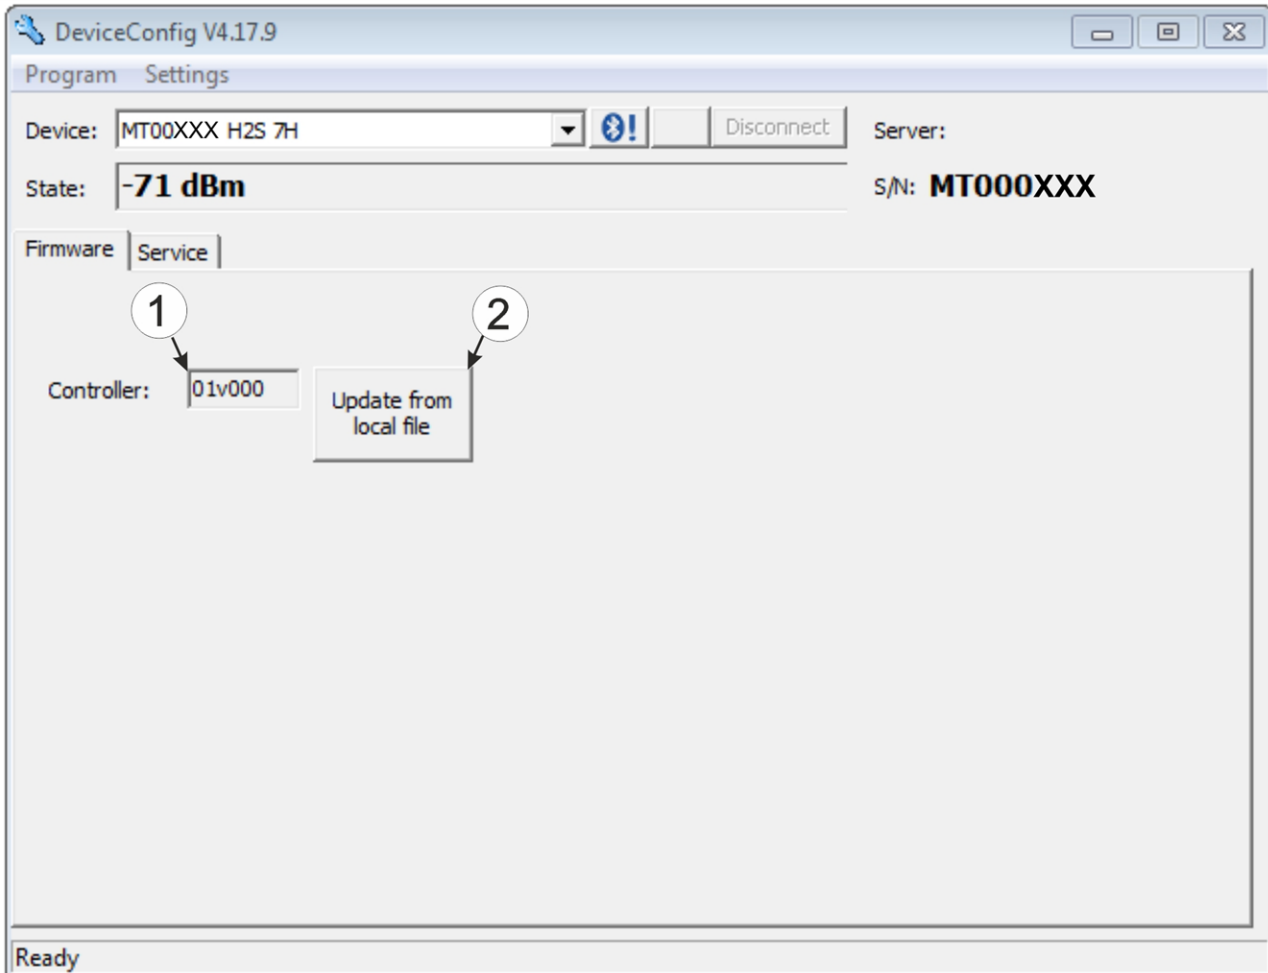 DeviceConfig V4.17.9
Program Settings
Device: MT00XXX H2S 7H Disconnect Server:
State: -71 dBm S/N: MT000XXX
Firmware Service
1 2
Controller: 01v000 Update from
local file
Ready